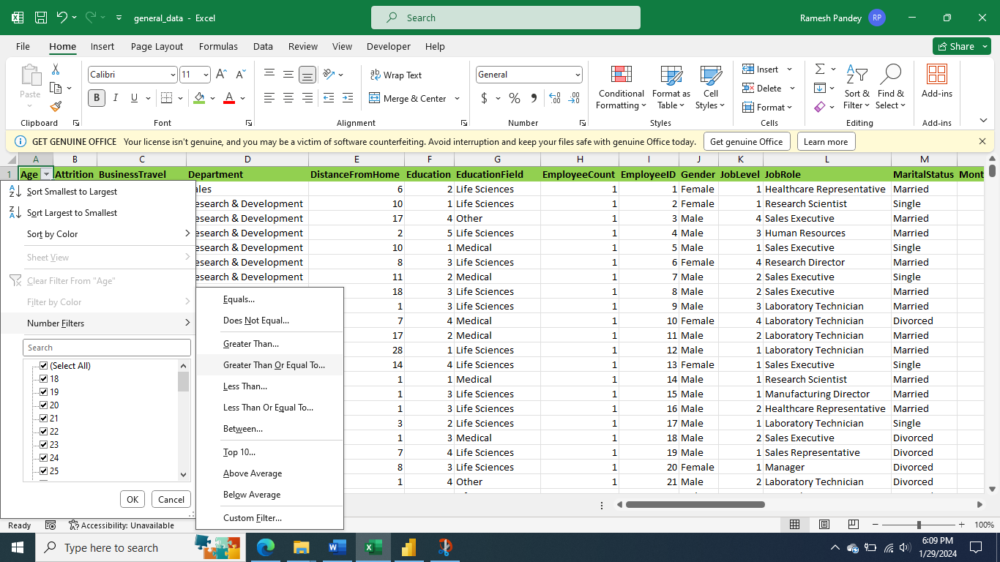 general_data - Excel
Search
Ramesh Pandey RP
File Home Insert Page Layout Formulas Data Review View Developer Help Share
Paste Calibri 11 Wrap Text General Conditional Formatting Format as Table Cell Styles Insert Sort & Filter Find & Select Add-ins
B I U Merge & Center $ % Delete
Format
Clipboard Font Alignment Number Styles Cells Editing Add-ins
GET GENUINE OFFICE Your license isn't genuine, and you may be a victim of software counterfeiting. Avoid interruption and keep your files safe with genuine Office today. Get genuine Office Learn more
A B C D E F G H I J K L M
1 Age Attrition BusinessTravel Department DistanceFromHome Education EducationField EmployeeCount EmployeeID Gender JobLevel JobRole MaritalStatus Mont
ales 6 2 Life Sciences 1 1 Female 1 Healthcare Representative Married
esearch & Development 10 1 Life Sciences 1 2 Female 1 Research Scientist Single
esearch & Development 17 4 Other 1 3 Male 4 Sales Executive Married
esearch & Development 2 5 Life Sciences 1 4 Male 3 Human Resources Married
esearch & Development 10 1 Medical 1 5 Male 1 Sales Executive Single
esearch & Development 8 3 Life Sciences 1 6 Female 4 Research Director Married
esearch & Development 11 2 Medical 1 7 Male 2 Sales Executive Single
18 3 Life Sciences 1 8 Male 2 Sales Executive Married
1 3 Life Sciences 1 9 Male 3 Laboratory Technician Married
7 4 Medical 1 10 Female 4 Laboratory Technician Divorced
17 2 Medical 1 11 Male 2 Laboratory Technician Married
28 1 Life Sciences 1 12 Male 1 Laboratory Technician Married
14 4 Life Sciences 1 13 Female 1 Sales Executive Single
1 1 Medical 1 14 Male 1 Research Scientist Married
1 3 Life Sciences 1 15 Male 1 Manufacturing Director Married
1 3 Life Sciences 1 16 Male 2 Healthcare Representative Married
3 2 Life Sciences 1 17 Male 1 Laboratory Technician Single
1 3 Medical 1 18 Male 2 Sales Executive Divorced
7 4 Life Sciences 1 19 Male 1 Sales Representative Divorced
8 3 Life Sciences 1 20 Female 1 Manager Divorced
1 4 Other 1 21 Male 2 Laboratory Technician Divorced
Sort Smallest to Largest
Sort Largest to Smallest
Sort by Color
Sheet View
Clear Filter From "Age"
Filter by Color
Number Filters
Search
(Select All)
18
19
20
21
22
23
24
25
OK Cancel
Equals...
Does Not Equal...
Greater Than...
Greater Than Or Equal To...
Less Than...
Less Than Or Equal To...
Between...
Top 10...
Above Average
Below Average
Custom Filter...
Ready Accessibility: Unavailable 100%
Type here to search
6:09 PM
1/29/2024